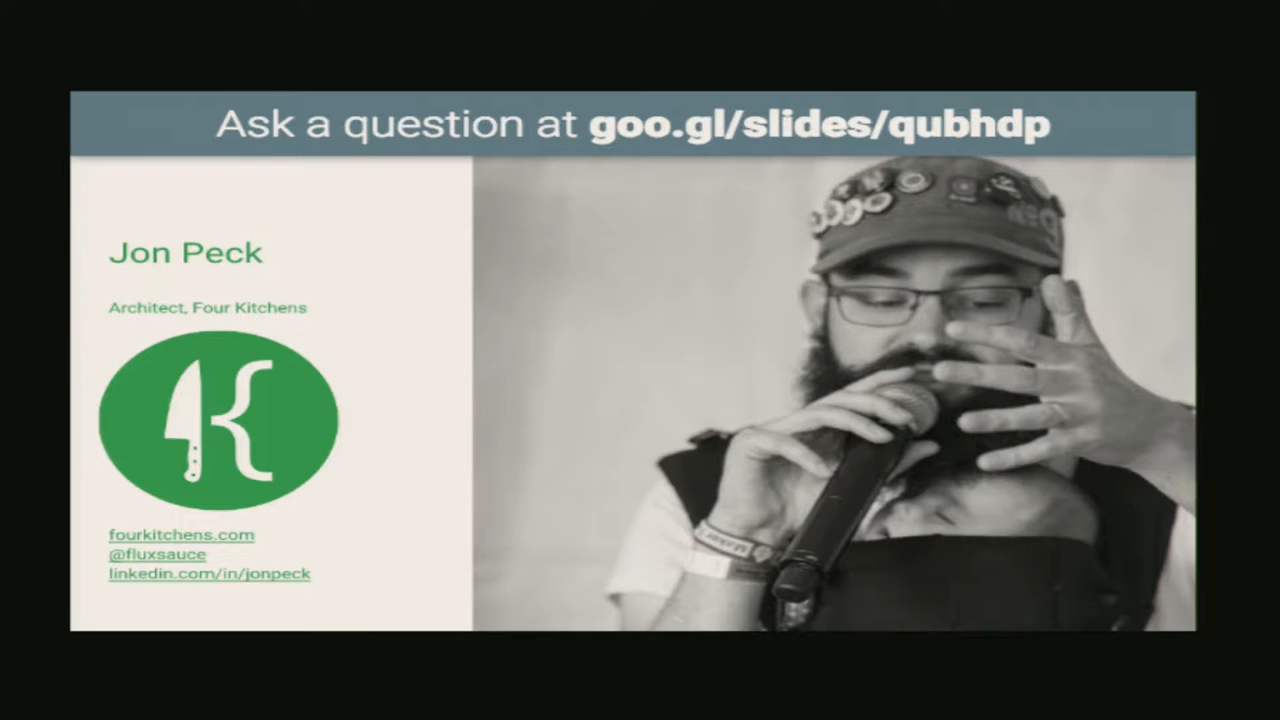 Ask a question at goo.gl/slides/qubhdp
Jon Peck
Architect, Four Kitchens
fourkitchens.com
@fluxsauce
linkedin.com/in/jonpeck